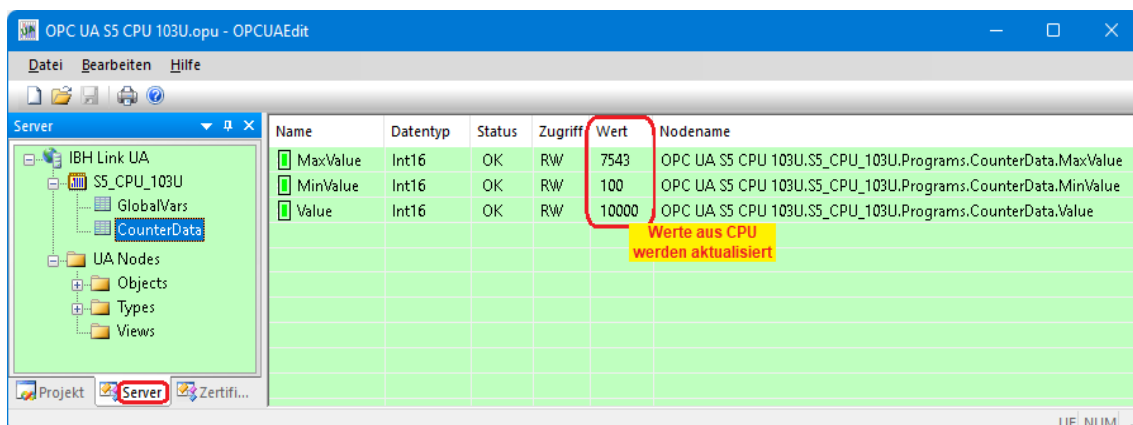 OPC UA S5 CPU 103U.opu - OPCUAEdit
Datei Bearbeiten Hilfe
Server
IBH Link UA
S5_CPU_103U
GlobalVars
CounterData
UA Nodes
Objects
Types
Views
Projekt Server Zertifi...
Name Datentyp Status Zugriff Wert Nodename
MaxValue Int16 OK RW 7543 OPC UA S5 CPU 103U.S5_CPU_103U.Programs.CounterData.MaxValue
MinValue Int16 OK RW 100 OPC UA S5 CPU 103U.S5_CPU_103U.Programs.CounterData.MinValue
Value Int16 OK RW 10000 OPC UA S5 CPU 103U.S5_CPU_103U.Programs.CounterData.Value
Werte aus CPU
werden aktualisiert
NUM